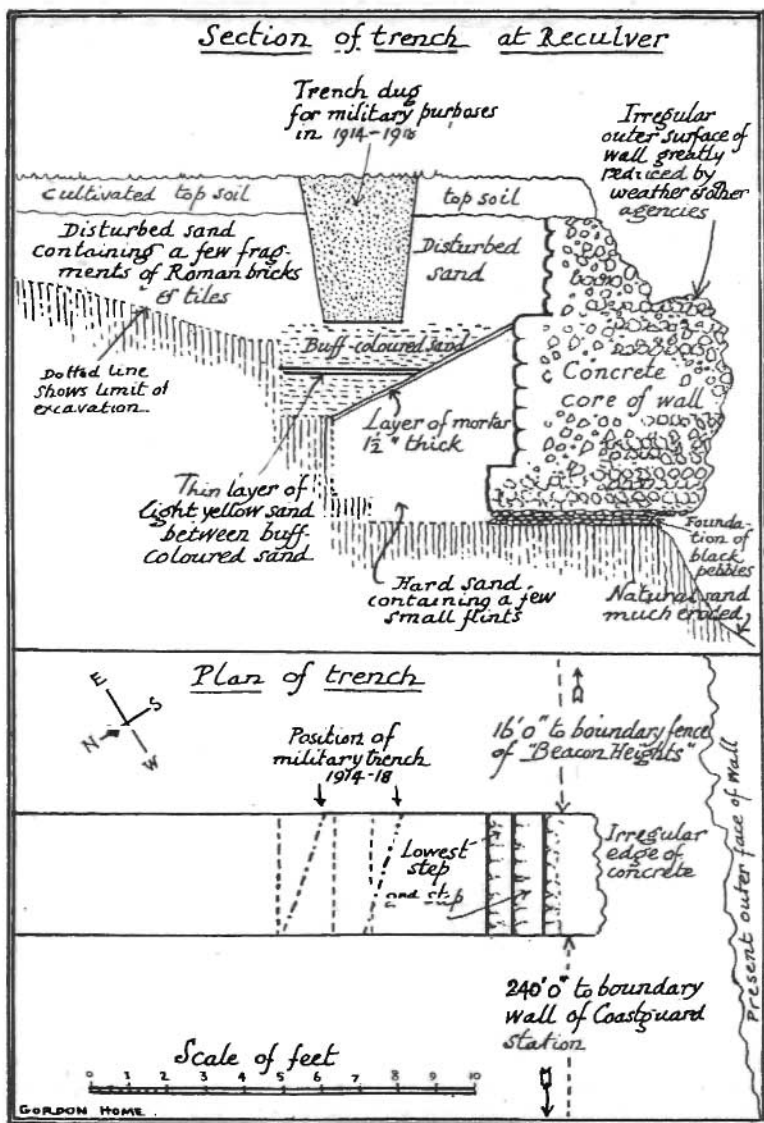 Section of trench at Reculver
Trench dug
for military purposes
in 1914-1918
Irregular
outer surface of
wall greatly
reduced by
weather & other
agencies
cultivated top soil
top soil
Disturbed sand
containing a few frag-
ments of Roman bricks
& tiles
Disturbed
sand
Buff-coloured sand
Dotted line
shows limit of
excavation.
Layer of mortar
1½" thick
Concrete
core of wall
Thin layer of
light yellow sand
between buff-
coloured sand
Hard sand
containing a few
small flints
Founda-
tion of
black
pebbles
Natural sand
much eroded
Plan of trench
E
S
N
W
Position of
military trench
1914-18
16'0" to boundary fence
of "Beacon Heights"
Lowest
step
2nd step
Irregular
edge of
concrete
Present outer face of wall
240'0" to boundary
wall of Coastguard
station
Scale of feet
0 1 2 3 4 5 6 7 8 10
GORDON HOME